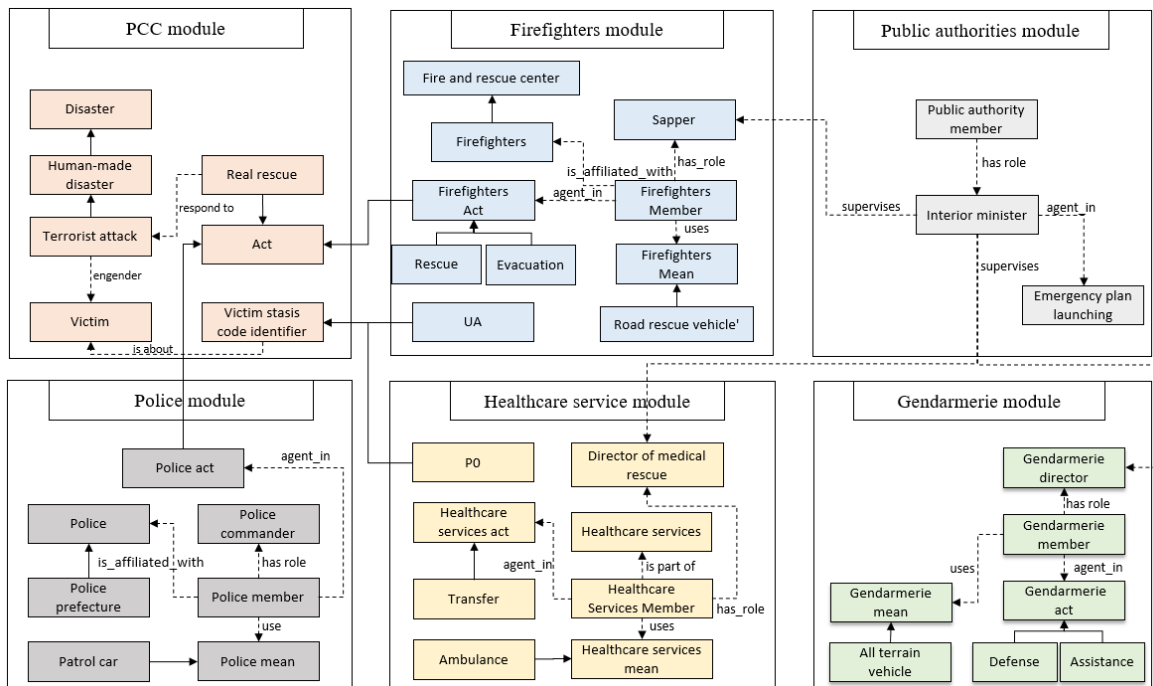 PCC module
Disaster
Human-made
disaster
Real rescue
respond to
Terrorist attack
Act
engender
Victim
Victim stasis
code identifier
is about
Firefighters module
Fire and rescue center
Firefighters
Sapper
is_affiliated_with
has_role
Firefighters
Act
agent_in
Firefighters
Member
uses
Rescue
Evacuation
Firefighters
Mean
UA
Road rescue vehicle'
Public authorities module
Public authority
member
has role
supervises
Interior minister
agent_in
supervises
Emergency plan
launching
Police module
Police act
agent_in
Police
Police
commander
is_affiliated_with
has role
Police
prefecture
Police member
use
Patrol car
Police mean
Healthcare service module
P0
Director of medical
rescue
Healthcare
services act
Healthcare services
agent_in
is part of
Transfer
Healthcare
Services Member
has_role
uses
Ambulance
Healthcare services
mean
Gendarmerie module
Gendarmerie
director
has role
Gendarmerie
member
uses
agent_in
Gendarmerie
mean
Gendarmerie
act
All terrain
vehicle
Defense
Assistance